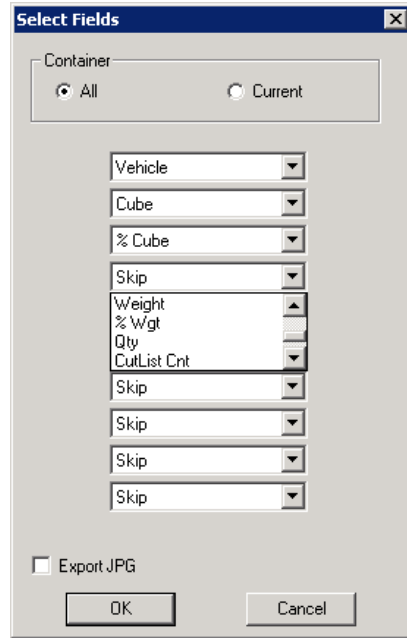 Select Fields
Container
All Current
Vehicle
Cube
% Cube
Skip
Weight
% Wgt
Qty
CutList Cnt
Skip
Skip
Skip
Skip
Export JPG
OK Cancel